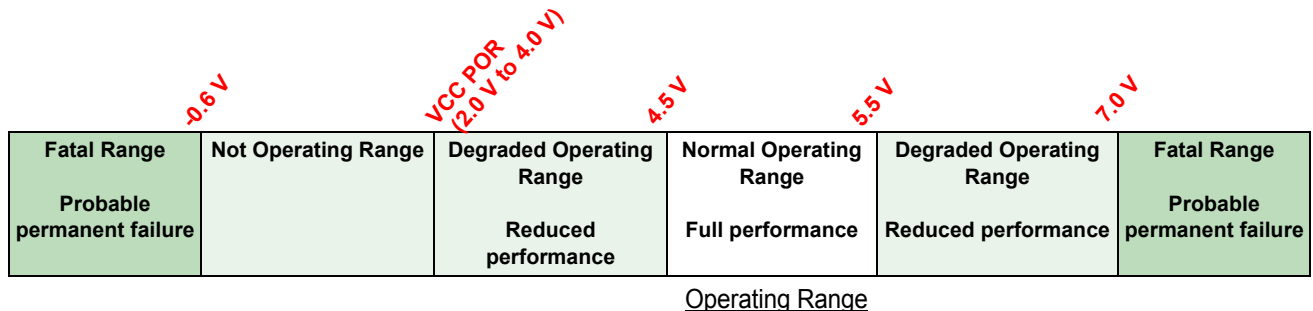 -0.6 V
VCC POR
(2.0 V to 4.0 V)
4.5 V
5.5 V
7.0 V
Fatal Range
Probable
permanent failure
Not Operating Range
Degraded Operating
Range
Reduced
performance
Normal Operating
Range
Full performance
Degraded Operating
Range
Reduced performance
Fatal Range
Probable
permanent failure
Operating Range